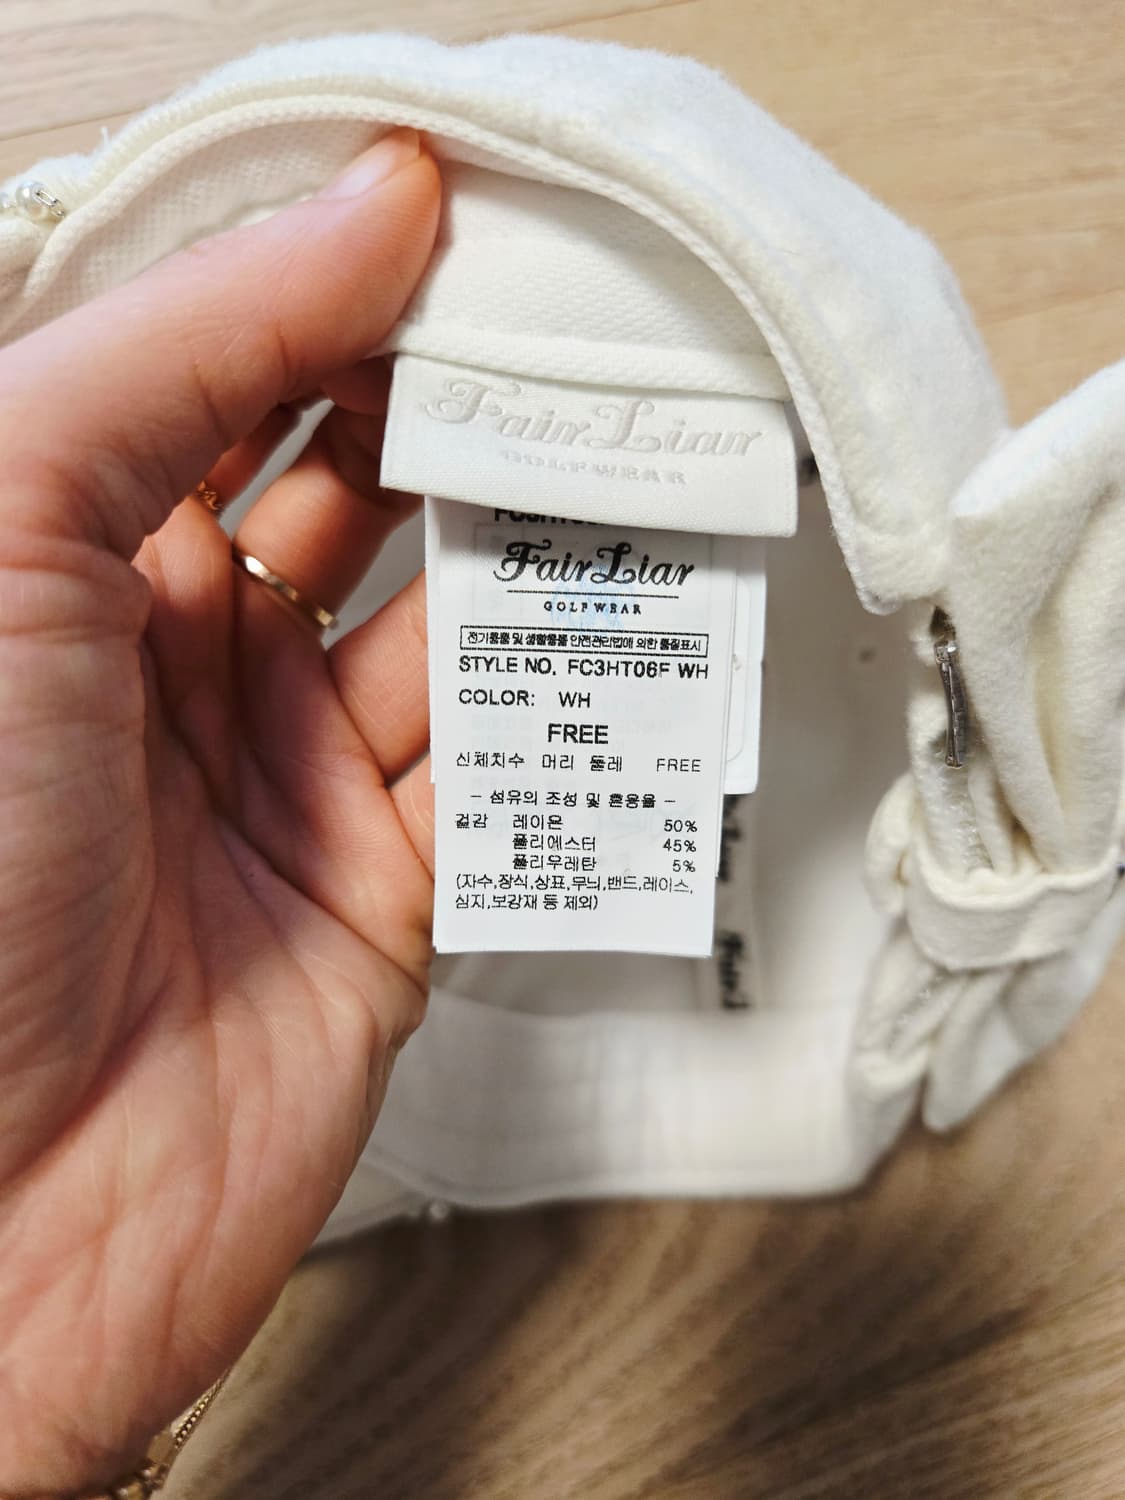 Fair Liar
GOLFWEAR
Fair Liar
GOLFWEAR
전기용품 및 생활용품 안전관리법에 의한 품질표시
STYLE NO. FC3HT06F WH
COLOR: WH
FREE
신체치수 머리 둘레 FREE
- 섬유의 조성 및 혼용율 -
겉감 레이온 50%
폴리에스터 45%
폴리우레탄 5%
(자수,장식,상표,무늬,밴드,레이스,
심지,보강재 등 제외)